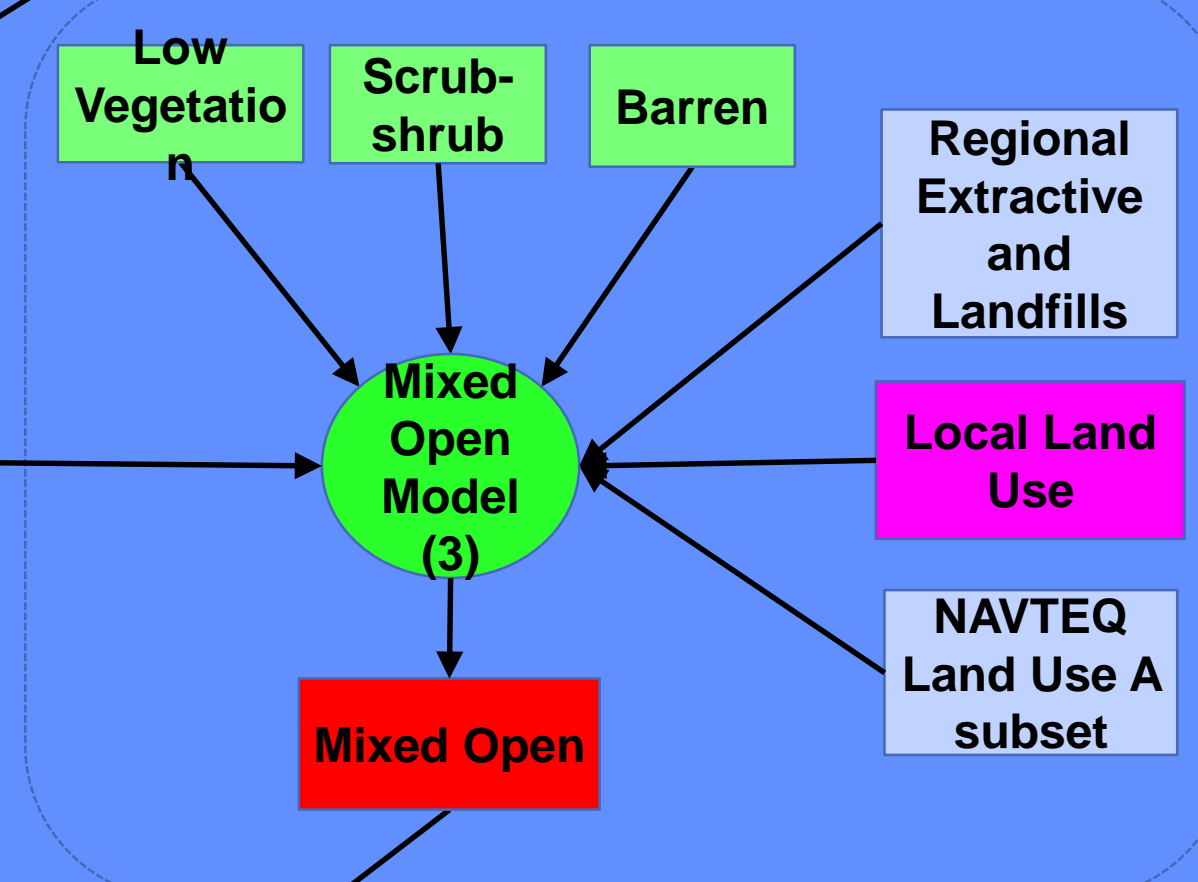 Low
Vegetatio
n
Scrub-
shrub
Barren
Regional
Extractive
and
Landfills
Mixed
Open
Model
(3)
Local Land
Use
NAVTEQ
Land Use A
subset
Mixed Open